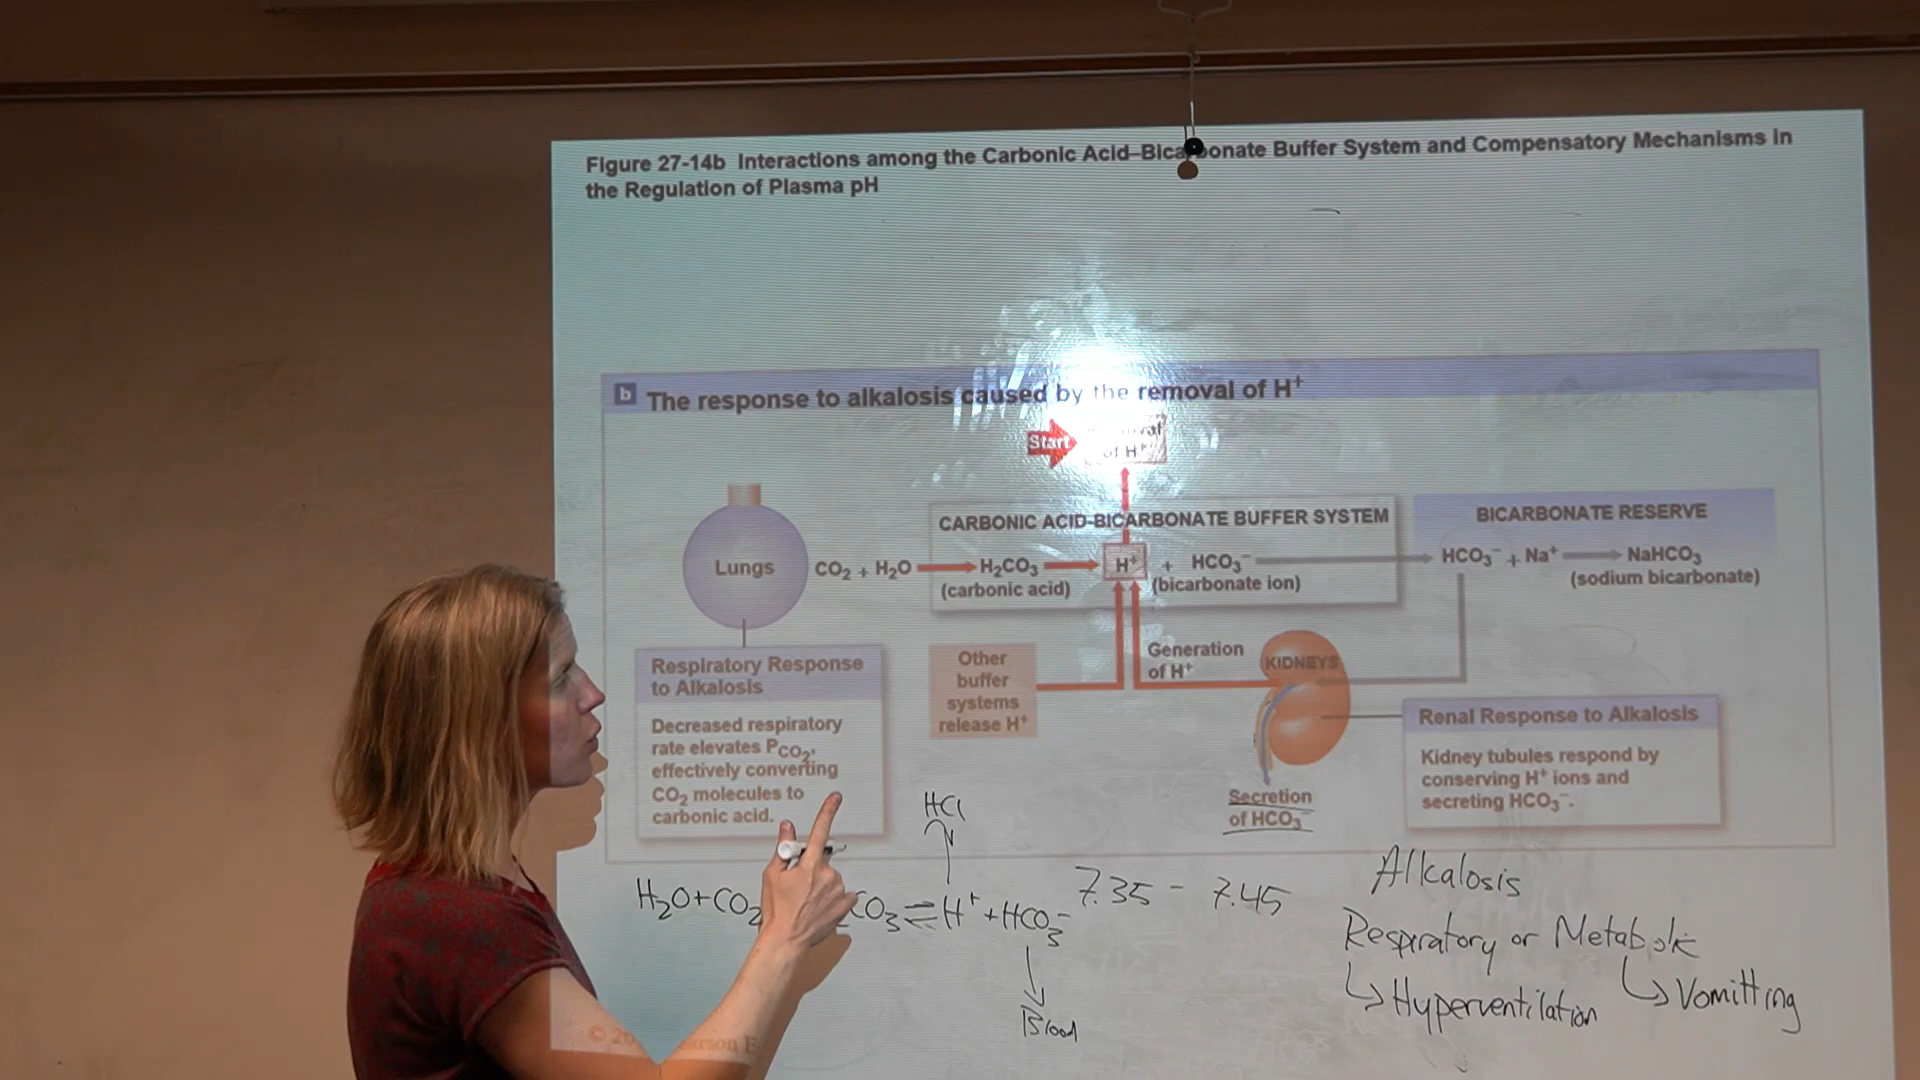 Figure 27-14b Interactions among the Carbonic Acid–Bicarbonate Buffer System and Compensatory Mechanisms in
the Regulation of Plasma pH
b The response to alkalosis caused by the removal of H⁺
Start
of H⁺
CARBONIC ACID-BICARBONATE BUFFER SYSTEM
BICARBONATE RESERVE
Lungs
CO₂ + H₂O
H₂CO₃
(carbonic acid)
H⁺
+ HCO₃⁻
(bicarbonate ion)
HCO₃⁻ + Na⁺
NaHCO₃
(sodium bicarbonate)
Respiratory Response
to Alkalosis
Decreased respiratory
rate elevates PCO₂,
effectively converting
CO₂ molecules to
carbonic acid.
Other
buffer
systems
release H⁺
Generation
of H⁺
KIDNEYS
Secretion
of HCO₃⁻
Renal Response to Alkalosis
Kidney tubules respond by
conserving H⁺ ions and
secreting HCO₃⁻.
HCl
H₂O+CO₂ CO₃⇌H⁺+HCO₃⁻
Blood
7.35 - 7.45
Alkalosis
Respiratory or Metabolic
↳Hyperventilation
↳Vomitting